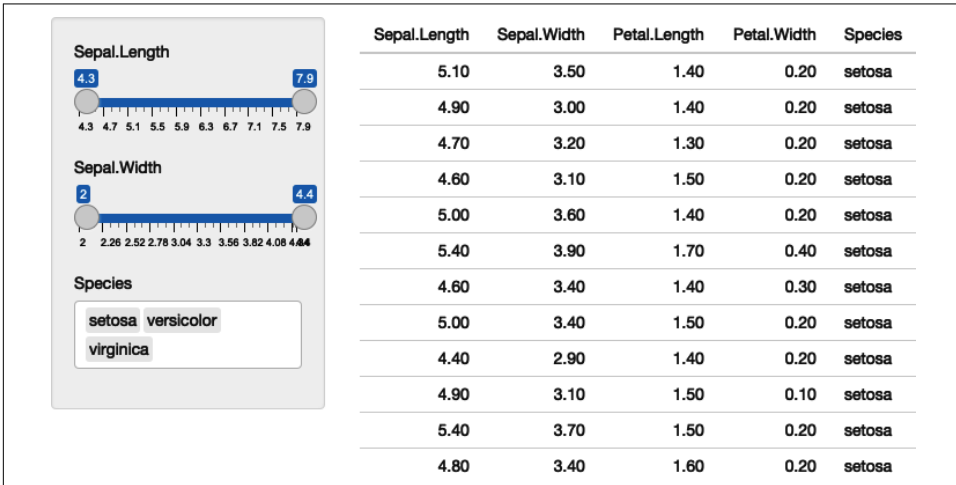 Sepal.Length
4.3 7.9
4.3 4.7 5.1 5.5 5.9 6.3 6.7 7.1 7.5 7.9
Sepal.Width
2 4.4
2 2.26 2.52 2.78 3.04 3.3 3.56 3.82 4.08
Species
setosa versicolor
virginica
Sepal.Length Sepal.Width Petal.Length Petal.Width Species
5.10 3.50 1.40 0.20 setosa
4.90 3.00 1.40 0.20 setosa
4.70 3.20 1.30 0.20 setosa
4.60 3.10 1.50 0.20 setosa
5.00 3.60 1.40 0.20 setosa
5.40 3.90 1.70 0.40 setosa
4.60 3.40 1.40 0.30 setosa
5.00 3.40 1.50 0.20 setosa
4.40 2.90 1.40 0.20 setosa
4.90 3.10 1.50 0.10 setosa
5.40 3.70 1.50 0.20 setosa
4.80 3.40 1.60 0.20 setosa